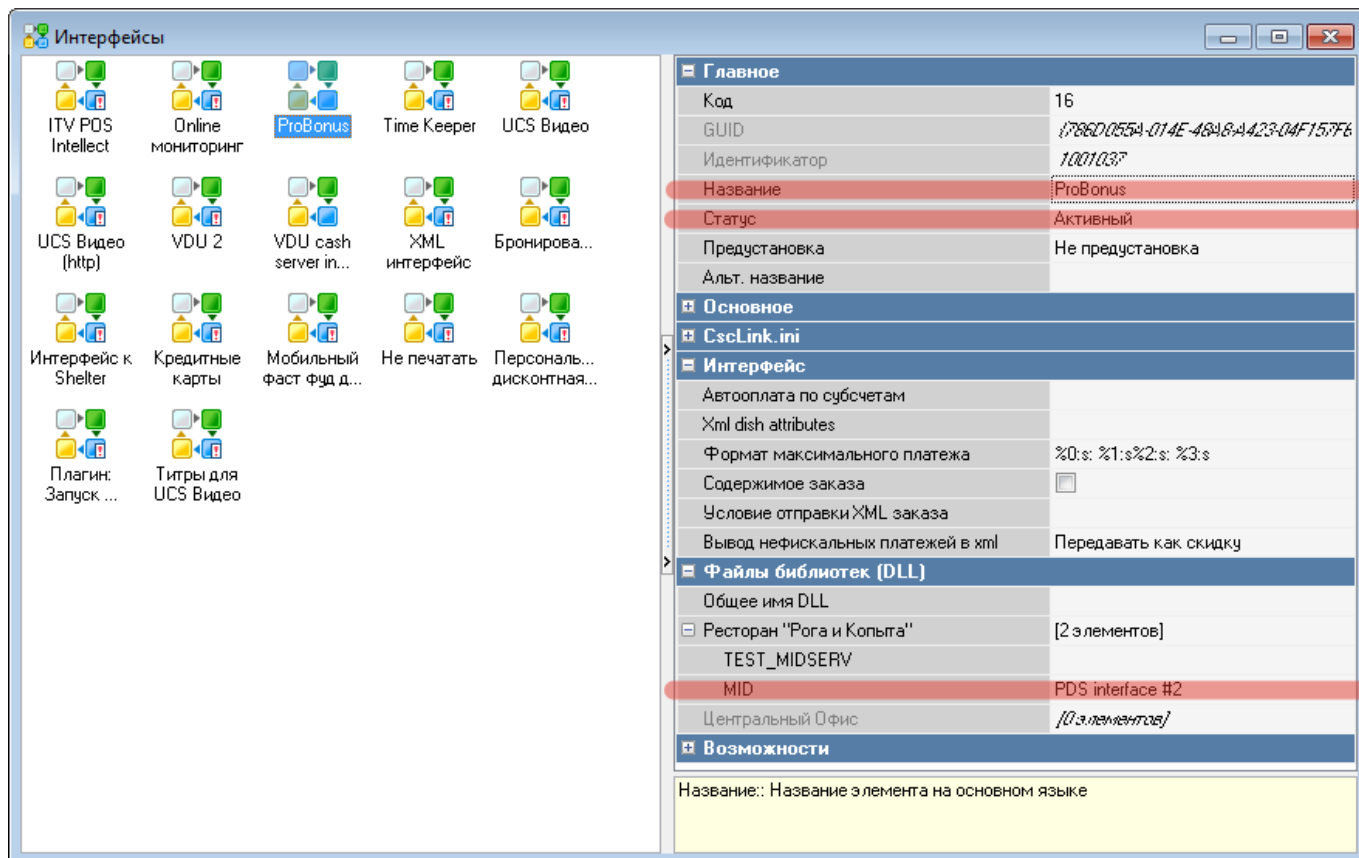 Интерфейсы
ITV POS
Intellect
Online
мониторинг
ProBonus
Time Keeper
UCS Видео
UCS Видео
(http)
VDU 2
VDU cash
server in...
XML
интерфейс
Бронирова...
Интерфейс к
Shelter
Кредитные
карты
Мобильный
фаст фуд д...
Не печатать
Персональ...
дисконтная...
Плагин:
Запуск ...
Титры для
UCS Видео
Главное
Код 16
GUID {786D055A-014E-48A8-A423-04F157F6
Идентификатор 1001037
Название ProBonus
Статус Активный
Предустановка Не предустановка
Альт. название
Основное
CscLink.ini
Интерфейс
Автооплата по субсчетам
Xml dish attributes
Формат максимального платежа %0:s: %1:s%2:s: %3:s
Содержимое заказа
Условие отправки XML заказа
Вывод нефискальных платежей в xml Передавать как скидку
Файлы библиотек (DLL)
Общее имя DLL
Ресторан "Рога и Копыта" [2 элементов]
TEST_MIDSERV
MID PDS interface #2
Центральный Офис [0 элементов]
Возможности
Название:: Название элемента на основном языке